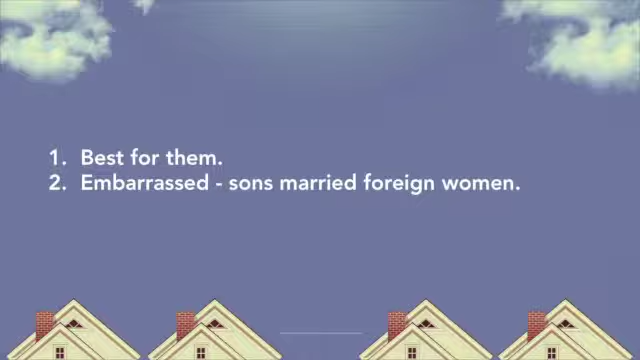 1. Best for them.
2. Embarrassed - sons married foreign women.